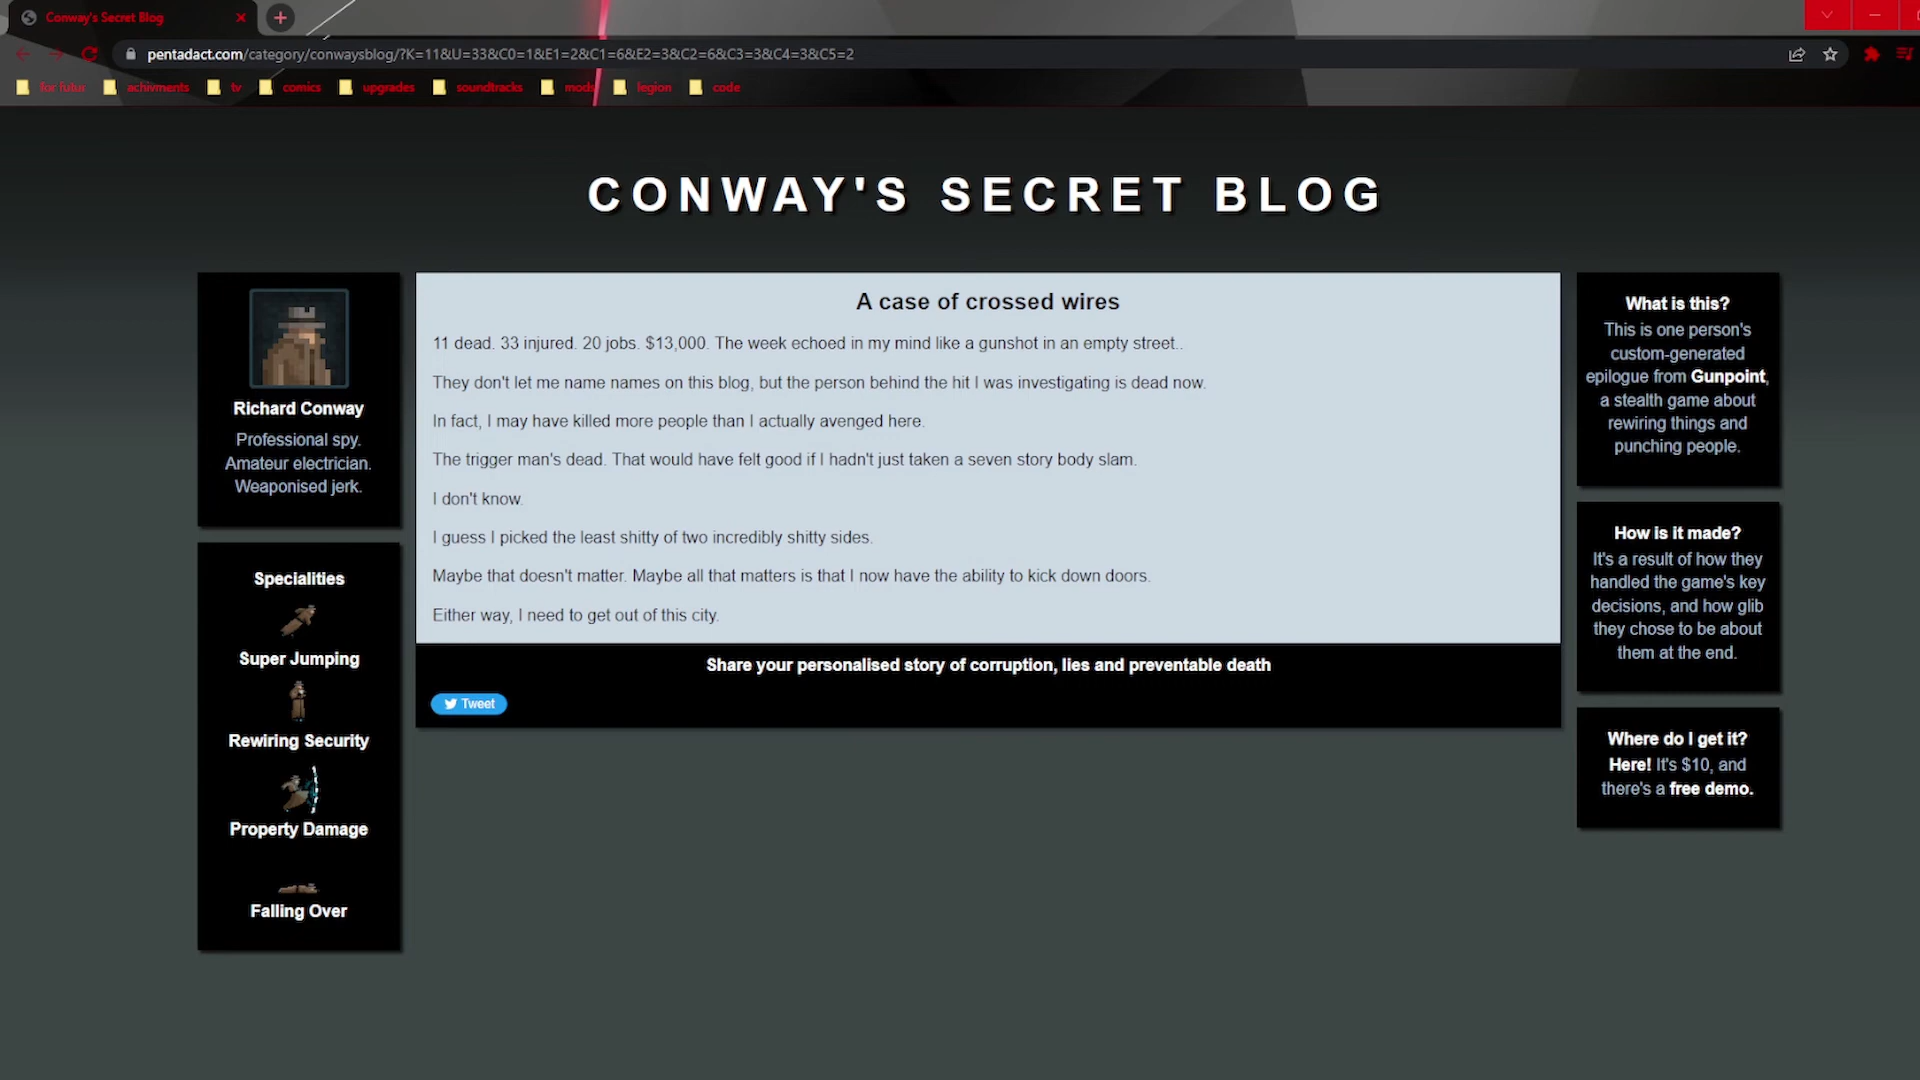 Conway's Secret Blog
pentadact.com/category/conwaysblog/?K=11&U=33&C0=1&E1=2&C1=6&E2=3&C2=6&C3=3&C4=3&C5=2
for futur achivments tv comics upgrades soundtracks mods legion code
CONWAY'S SECRET BLOG
Richard Conway
Professional spy.
Amateur electrician.
Weaponised jerk.
Specialities
Super Jumping
Rewiring Security
Property Damage
Falling Over
A case of crossed wires
11 dead. 33 injured. 20 jobs. $13,000. The week echoed in my mind like a gunshot in an empty street..
They don't let me name names on this blog, but the person behind the hit I was investigating is dead now.
In fact, I may have killed more people than I actually avenged here.
The trigger man's dead. That would have felt good if I hadn't just taken a seven story body slam.
I don't know.
I guess I picked the least shitty of two incredibly shitty sides.
Maybe that doesn't matter. Maybe all that matters is that I now have the ability to kick down doors.
Either way, I need to get out of this city.
Share your personalised story of corruption, lies and preventable death
Tweet
What is this?
This is one person's
custom-generated
epilogue from Gunpoint,
a stealth game about
rewiring things and
punching people.
How is it made?
It's a result of how they
handled the game's key
decisions, and how glib
they chose to be about
them at the end.
Where do I get it?
Here! It's $10, and
there's a free demo.